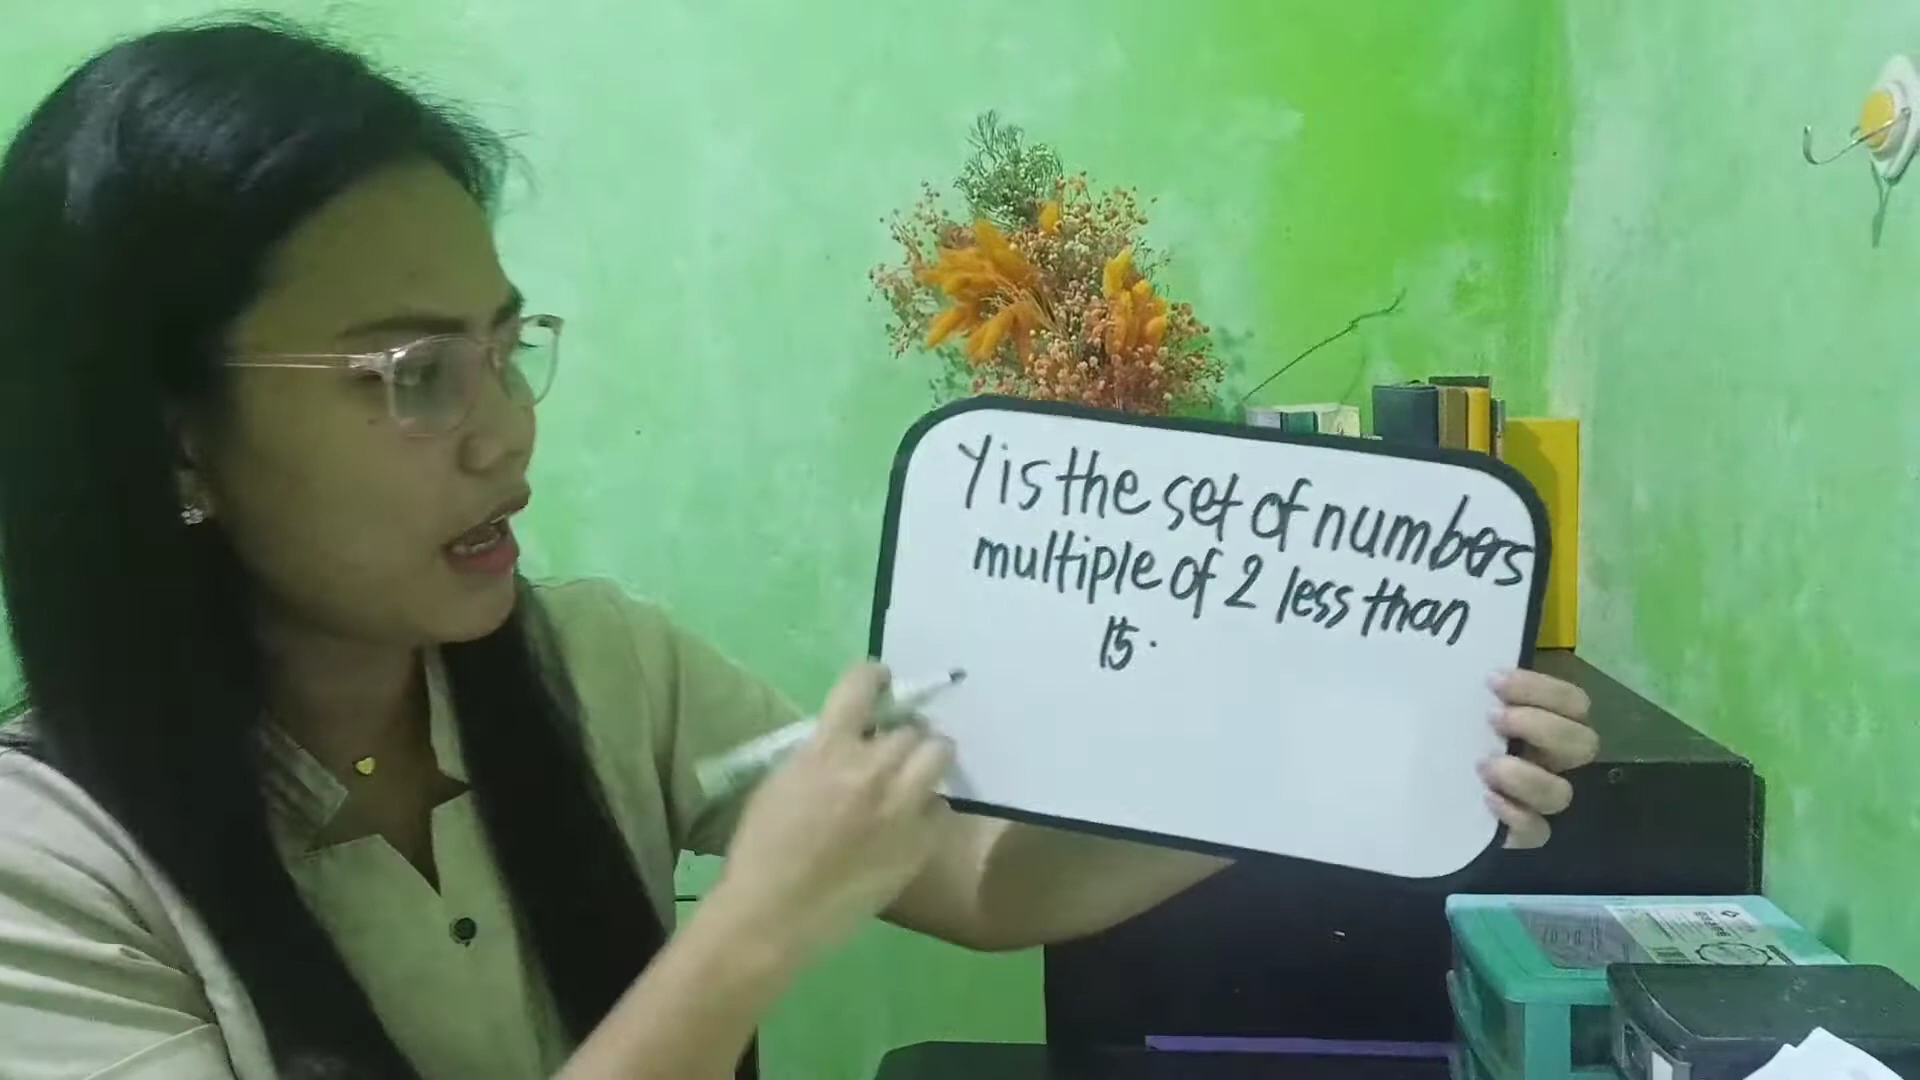 Y is the set of numbers
multiple of 2 less than
15.